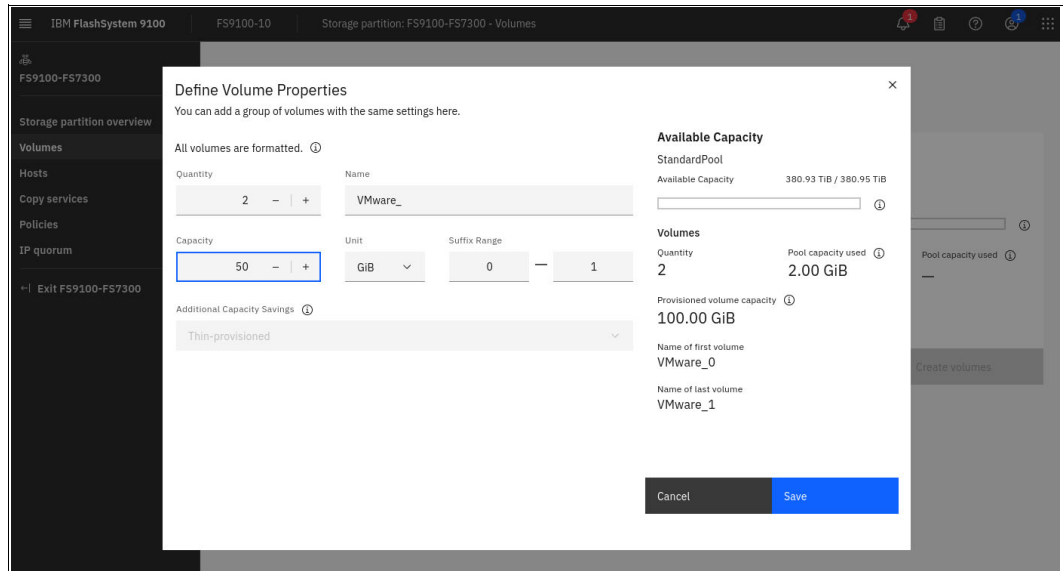 IBM FlashSystem 9100 FS9100-10 Storage partition: FS9100-FS7300 - Volumes 1 1
FS9100-FS7300
Storage partition overview
Volumes
Hosts
Copy services
Policies
IP quorum
Exit FS9100-FS7300
Define Volume Properties
You can add a group of volumes with the same settings here.
All volumes are formatted.
Quantity Name
2 − + VMware_
Capacity Unit Suffix Range
50 − + GiB 0 — 1
Additional Capacity Savings
Thin-provisioned
Available Capacity
StandardPool
Available Capacity 380.93 TiB / 380.95 TiB
Volumes
Quantity Pool capacity used
2 2.00 GiB
Provisioned volume capacity
100.00 GiB
Name of first volume
VMware_0
Name of last volume
VMware_1
Cancel Save
Pool capacity used
—
Create volumes